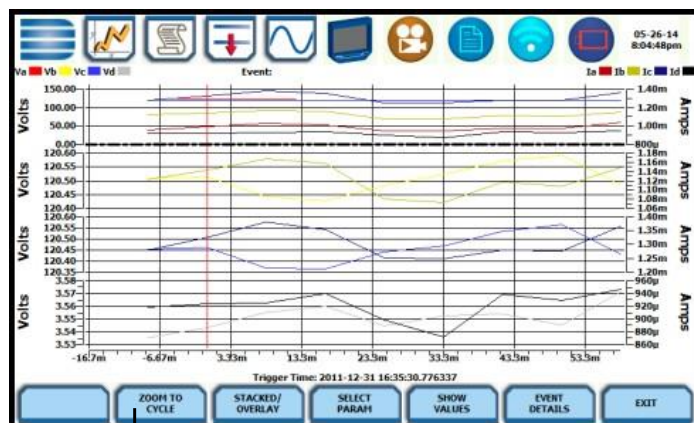 05-26-14
8:04:48pm
Va Vb Vc Vd Event: Ia Ib Ic Id
Volts
150.00
100.00
50.00
0.00
1.40m
1.20m
1.00m
800µ
Amps
Volts
120.60
120.55
120.50
120.45
120.40
1.18m
1.16m
1.14m
1.12m
1.10m
1.08m
1.06m
Amps
Volts
120.60
120.55
120.50
120.45
120.40
120.35
1.40m
1.35m
1.30m
1.25m
1.20m
Amps
Volts
3.58
3.57
3.56
3.55
3.54
3.53
960µ
940µ
920µ
900µ
880µ
860µ
Amps
-16.7m -6.67m 3.33m 13.3m 23.3m 33.3m 43.3m 53.3m
Trigger Time: 2011-12-31 16:35:30.776337
ZOOM TO
CYCLE
STACKED/
OVERLAY
SELECT
PARAM
SHOW
VALUES
EVENT
DETAILS
EXIT